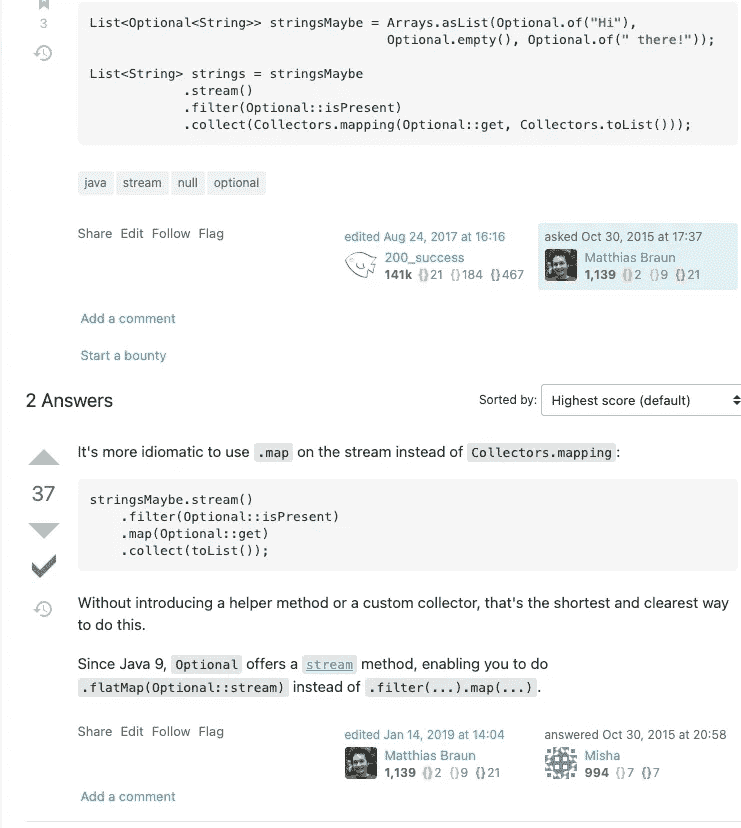 3
List<Optional<String>> stringsMaybe = Arrays.asList(Optional.of("Hi"),
Optional.empty(), Optional.of(" there!"));
List<String> strings = stringsMaybe
.stream()
.filter(Optional::isPresent)
.collect(Collectors.mapping(Optional::get, Collectors.toList()));
java stream null optional
Share Edit Follow Flag
edited Aug 24, 2017 at 16:16
200_success
141k {}21 {}184 {}467
asked Oct 30, 2015 at 17:37
Matthias Braun
1,139 {}2 {}9 {}21
Add a comment
Start a bounty
2 Answers
Sorted by: Highest score (default)
It's more idiomatic to use .map on the stream instead of Collectors.mapping:
37
stringsMaybe.stream()
.filter(Optional::isPresent)
.map(Optional::get)
.collect(toList());
Without introducing a helper method or a custom collector, that's the shortest and clearest way
to do this.
Since Java 9, Optional offers a stream method, enabling you to do
.flatMap(Optional::stream) instead of .filter(...).map(...).
Share Edit Follow Flag
edited Jan 14, 2019 at 14:04
Matthias Braun
1,139 {}2 {}9 {}21
answered Oct 30, 2015 at 20:58
Misha
994 {}7 {}7
Add a comment